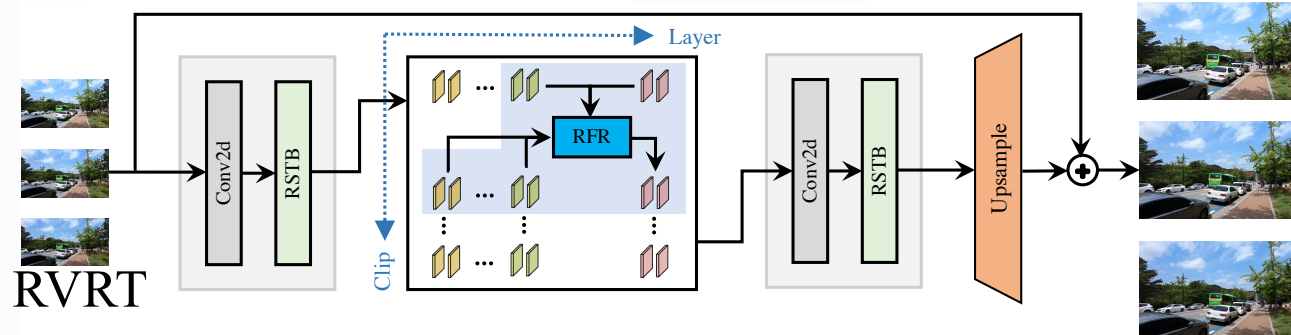 Layer
RFR
Conv2d
RSTB
Clip
Conv2d
RSTB
Upsample
RVRT